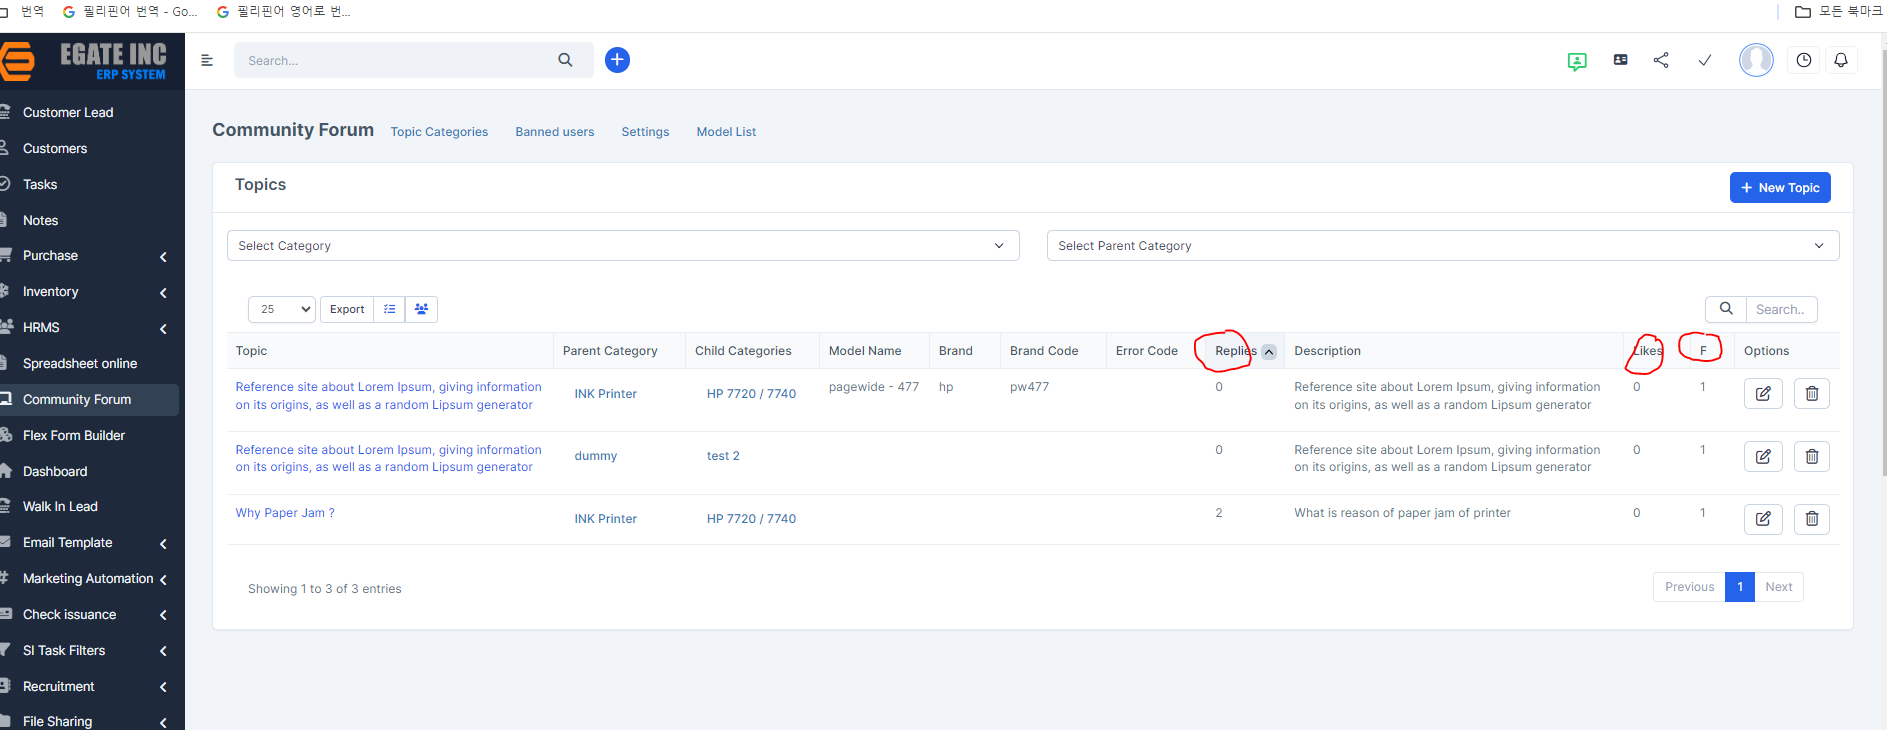 번역 필리핀어 번역 - Go... 필리핀어 영어로 번... 모든 북마크
EGATE INC
ERP SYSTEM
Search...
Customer Lead
Customers
Tasks
Notes
Purchase
Inventory
HRMS
Spreadsheet online
Community Forum
Flex Form Builder
Dashboard
Walk In Lead
Email Template
Marketing Automation
Check issuance
SI Task Filters
Recruitment
File Sharing
Community Forum Topic Categories Banned users Settings Model List
Topics
+ New Topic
Select Category Select Parent Category
25 Export Search..
Topic Parent Category Child Categories Model Name Brand Brand Code Error Code Replies Description Likes F Options
Reference site about Lorem Ipsum, giving information INK Printer HP 7720 / 7740 pagewide - 477 hp pw477 0 Reference site about Lorem Ipsum, giving information 0 1
on its origins, as well as a random Lipsum generator on its origins, as well as a random Lipsum generator
Reference site about Lorem Ipsum, giving information dummy test 2 0 Reference site about Lorem Ipsum, giving information 0 1
on its origins, as well as a random Lipsum generator on its origins, as well as a random Lipsum generator
Why Paper Jam ? INK Printer HP 7720 / 7740 2 What is reason of paper jam of printer 0 1
Showing 1 to 3 of 3 entries
Previous 1 Next